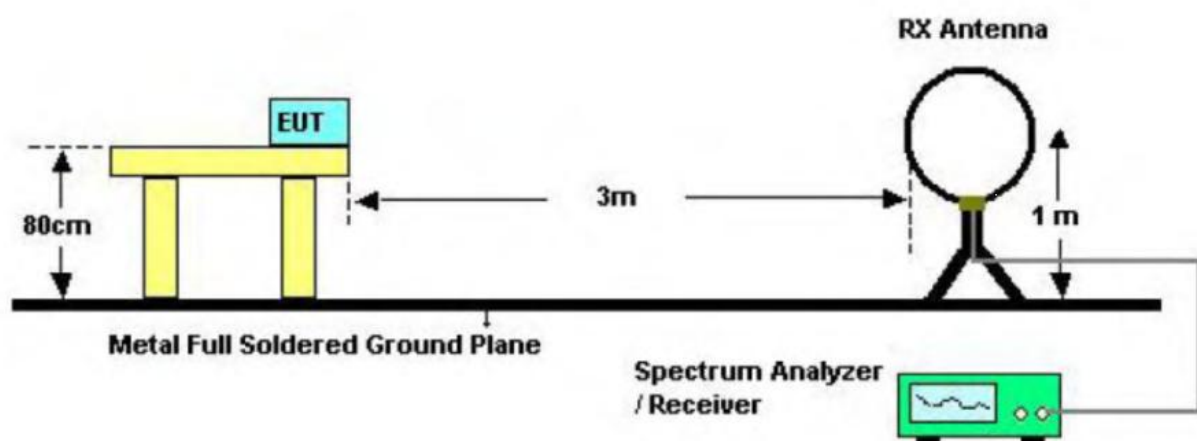 RX Antenna
EUT
3m
80cm
1 m
Metal Full Soldered Ground Plane
Spectrum Analyzer
/ Receiver